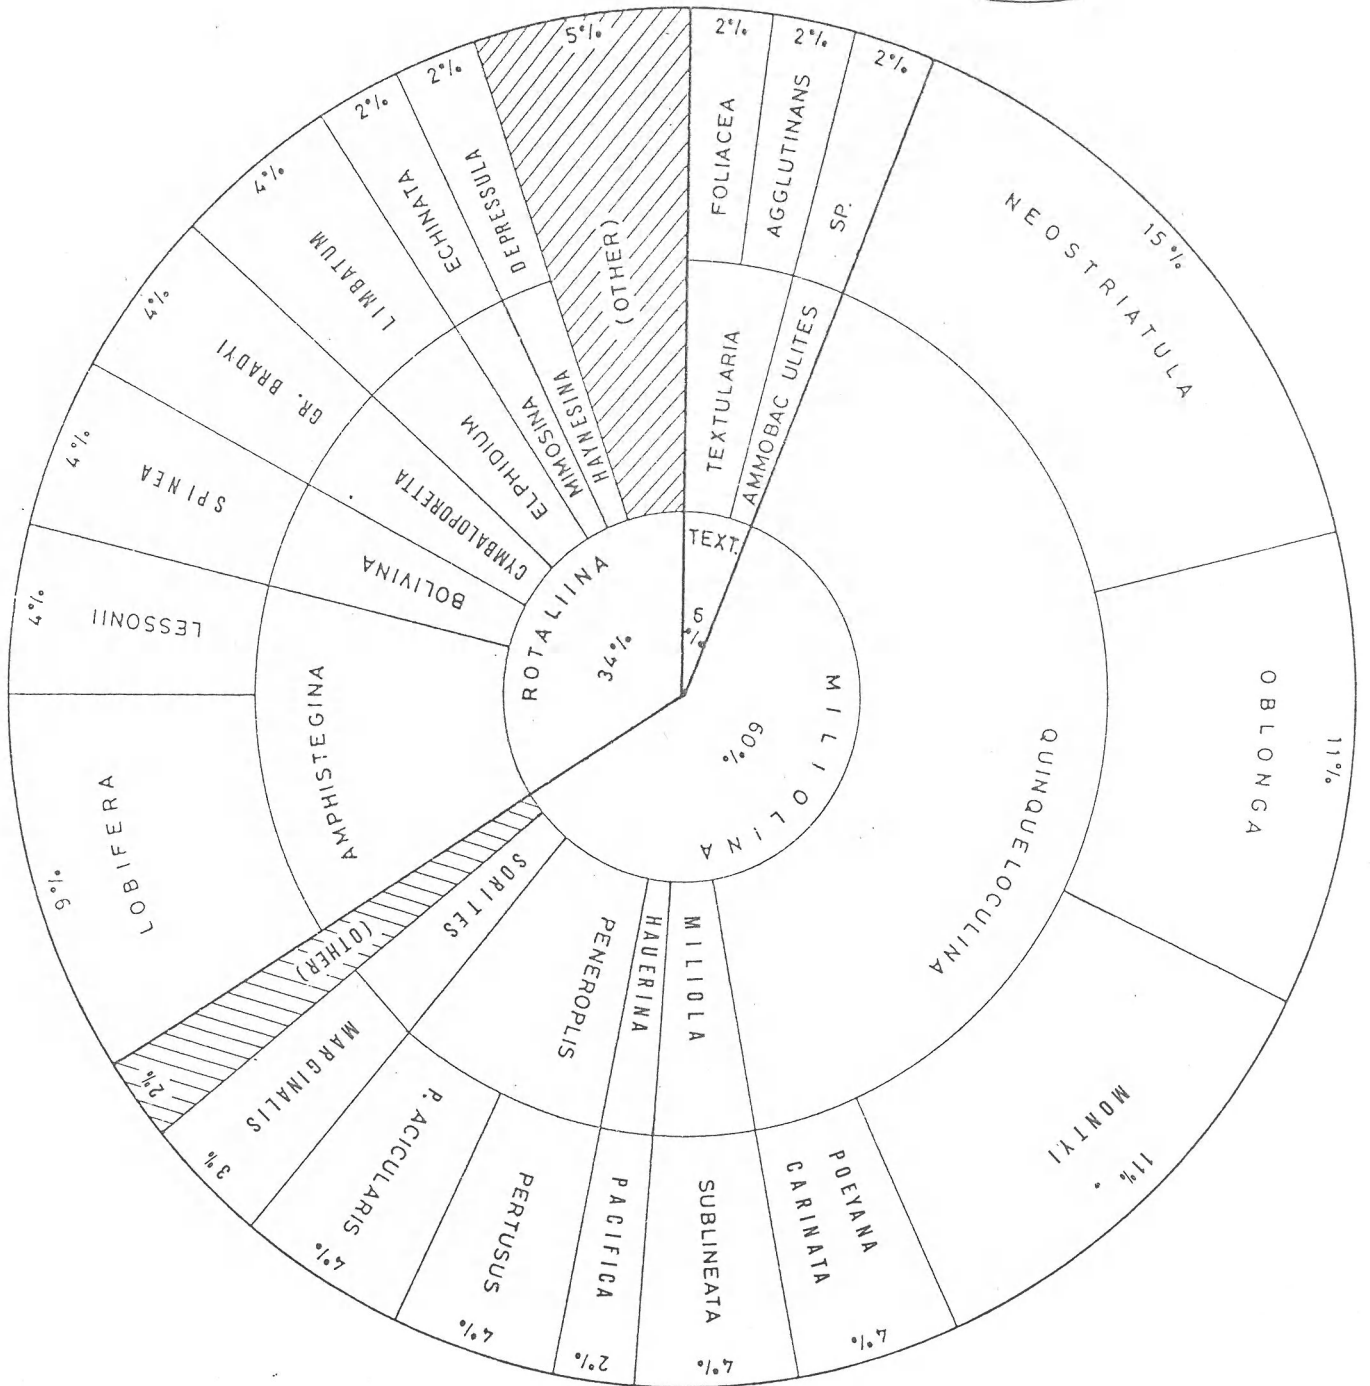 TEXT.
6
%
MILIOLINA
60%
ROTALIINA
34%
TEXTULARIA
AMMOBAC ULITES
QUINQUELOCULINA
MILIOLA
HAUERINA
PENEROPLIS
SORITES
(OTHER)
AMPHISTEGINA
BOLIVINA
CYMBALOPORETTA
ELPHIDIUM
MIMOSINA
HAYNESINA
(OTHER)
FOLIACEA
2%
AGGLUTINANS
2%
SP.
2%
NEOSTRIATULA
15%
OBLONGA
11%
MONTYI
11%
POEYANA
CARINATA
4%
SUBLINEATA
4%
PACIFICA
2%
PERTUSUS
4%
P. ACICULARIS
4%
MARGINALIS
3%
2%
LOBIFERA
9%
LESSONII
4%
SPINEA
4%
GR. BRADYI
4%
LIMBATUM
4%
ECHINATA
2%
DEPRESSULA
2%
5%